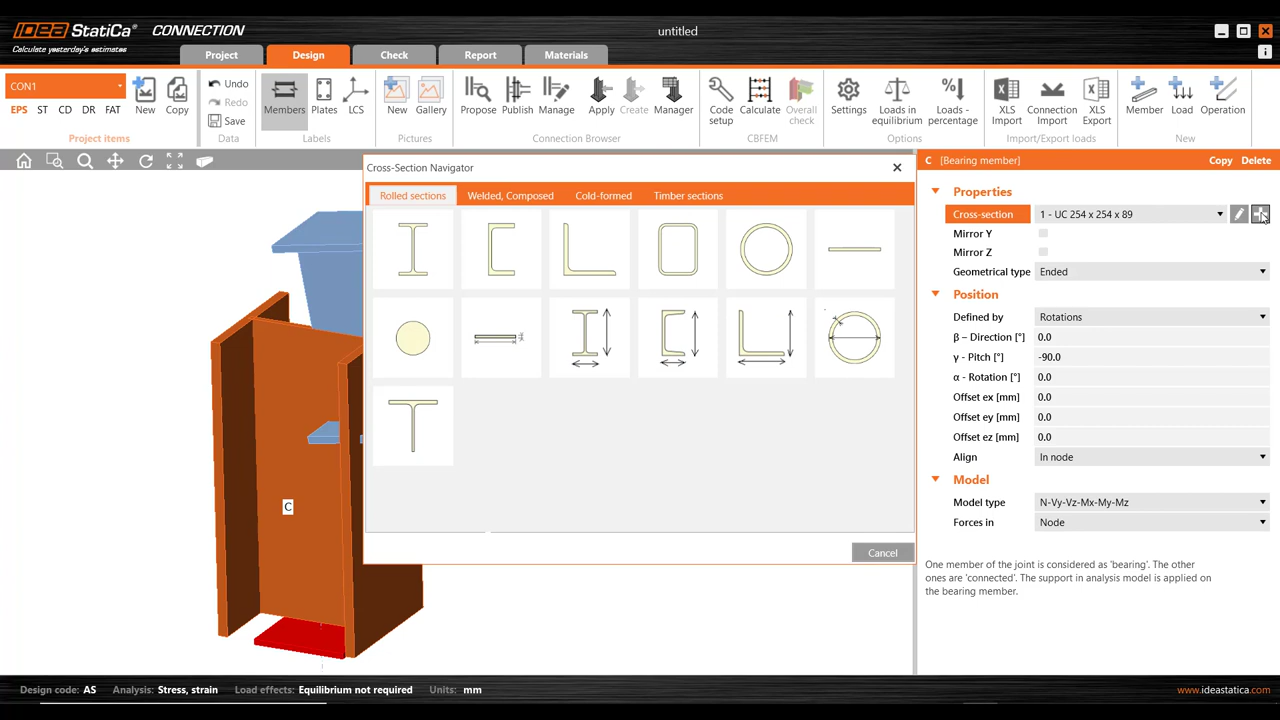 IDEA StatiCa® CONNECTION
Calculate yesterday's estimates
untitled
Project Design Check Report Materials
CON1
EPS ST CD DR FAT
New Copy
Project items
Undo
Redo
Save
Data
Members Plates LCS
Labels
New Gallery
Pictures
Propose Publish Manage Apply Create Manager
Connection Browser
Code setup Calculate Overall check
CBFEM
Settings Loads in equilibrium Loads - percentage
Options
XLS Import Connection Import XLS Export
Import/Export loads
Member Load Operation
New
Cross-Section Navigator
Rolled sections Welded, Composed Cold-formed Timber sections
Cancel
C
C [Bearing member] Copy Delete
Properties
Cross-section 1 - UC 254 x 254 x 89
Mirror Y
Mirror Z
Geometrical type Ended
Position
Defined by Rotations
β – Direction [°] 0.0
γ - Pitch [°] -90.0
α - Rotation [°] 0.0
Offset ex [mm] 0.0
Offset ey [mm] 0.0
Offset ez [mm] 0.0
Align In node
Model
Model type N-Vy-Vz-Mx-My-Mz
Forces in Node
One member of the joint is considered as 'bearing'. The other
ones are 'connected'. The support in analysis model is applied on
the bearing member.
Design code: AS Analysis: Stress, strain Load effects: Equilibrium not required Units: mm
www.ideastatica.com